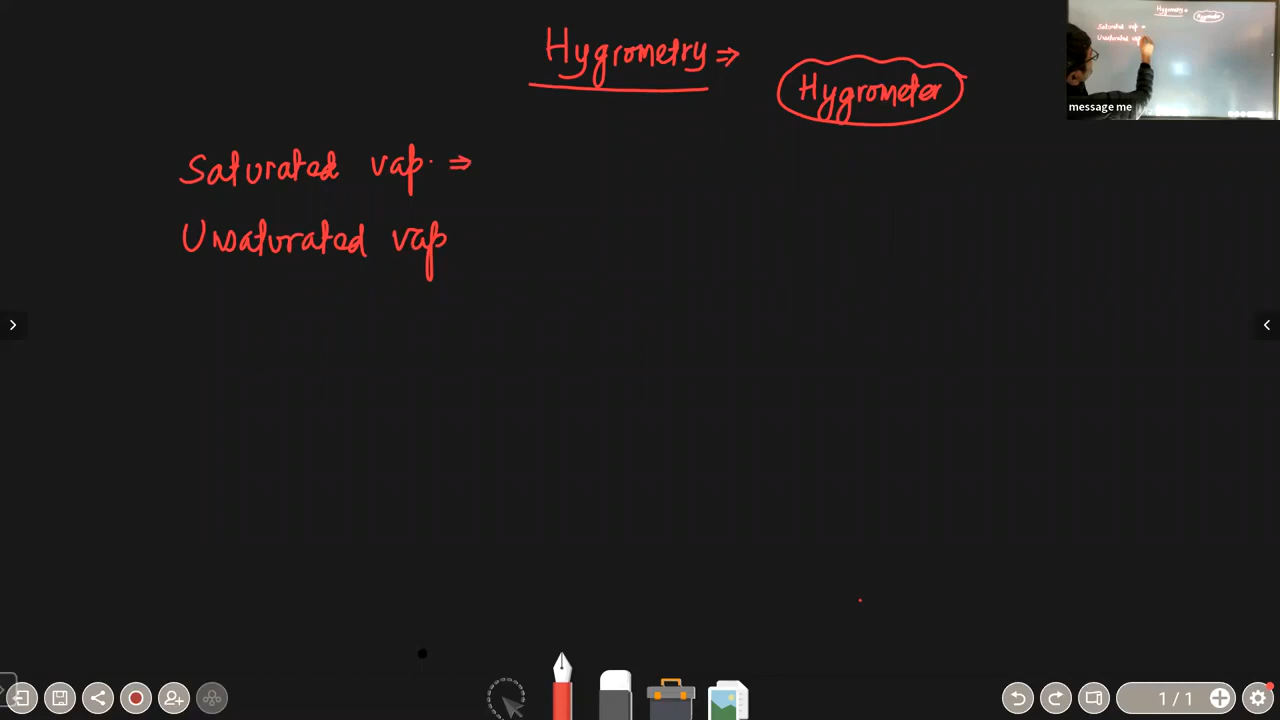 Hygrometry ⇒
Hygrometer
Saturated vap. ⇒
Unsaturated vap
message me
1/1